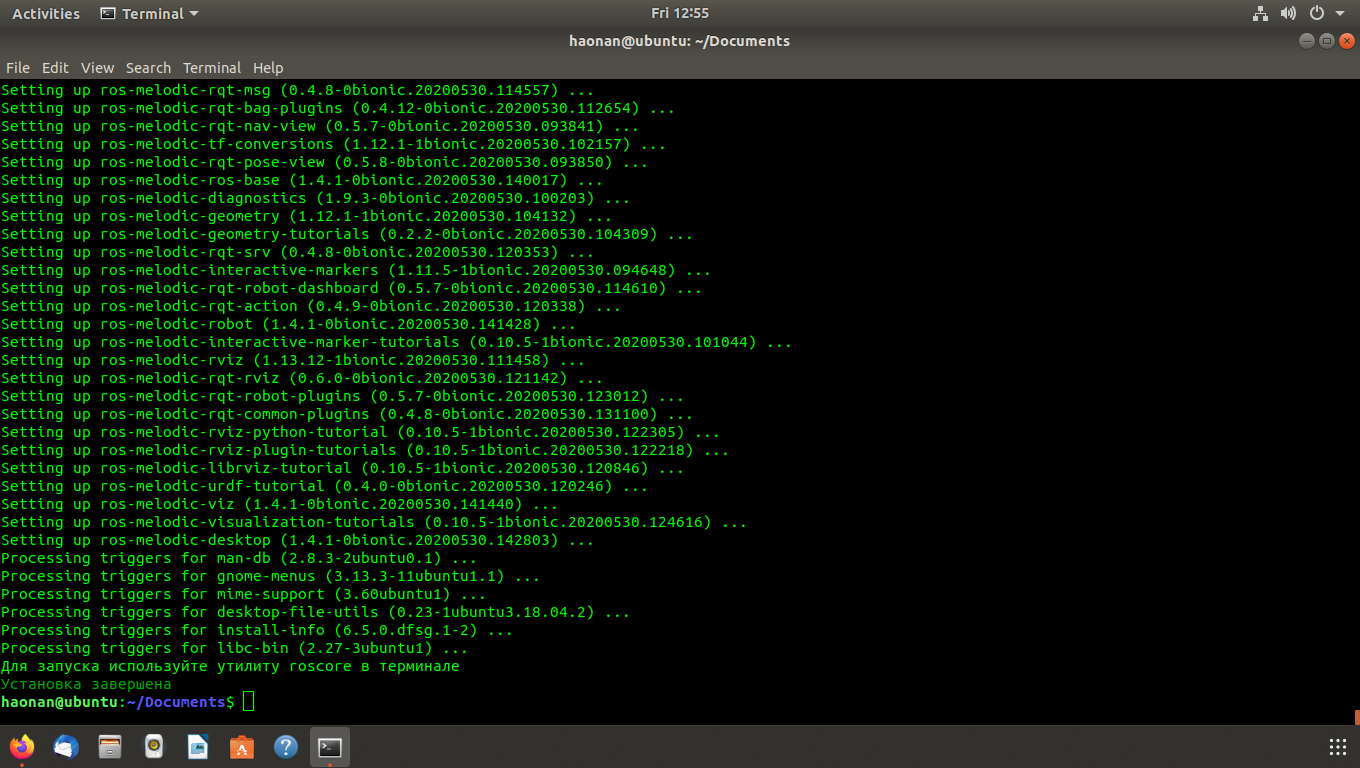 Activities Terminal Fri 12:55
haonan@ubuntu: ~/Documents
File Edit View Search Terminal Help
Setting up ros-melodic-rqt-msg (0.4.8-0bionic.20200530.114557) ...
Setting up ros-melodic-rqt-bag-plugins (0.4.12-0bionic.20200530.112654) ...
Setting up ros-melodic-rqt-nav-view (0.5.7-0bionic.20200530.093841) ...
Setting up ros-melodic-tf-conversions (1.12.1-1bionic.20200530.102157) ...
Setting up ros-melodic-rqt-pose-view (0.5.8-0bionic.20200530.093850) ...
Setting up ros-melodic-ros-base (1.4.1-0bionic.20200530.140017) ...
Setting up ros-melodic-diagnostics (1.9.3-0bionic.20200530.100203) ...
Setting up ros-melodic-geometry (1.12.1-1bionic.20200530.104132) ...
Setting up ros-melodic-geometry-tutorials (0.2.2-0bionic.20200530.104309) ...
Setting up ros-melodic-rqt-srv (0.4.8-0bionic.20200530.120353) ...
Setting up ros-melodic-interactive-markers (1.11.5-1bionic.20200530.094648) ...
Setting up ros-melodic-rqt-robot-dashboard (0.5.7-0bionic.20200530.114610) ...
Setting up ros-melodic-rqt-action (0.4.9-0bionic.20200530.120338) ...
Setting up ros-melodic-robot (1.4.1-0bionic.20200530.141428) ...
Setting up ros-melodic-interactive-marker-tutorials (0.10.5-1bionic.20200530.101044) ...
Setting up ros-melodic-rviz (1.13.12-1bionic.20200530.111458) ...
Setting up ros-melodic-rqt-rviz (0.6.0-0bionic.20200530.121142) ...
Setting up ros-melodic-rqt-robot-plugins (0.5.7-0bionic.20200530.123012) ...
Setting up ros-melodic-rqt-common-plugins (0.4.8-0bionic.20200530.131100) ...
Setting up ros-melodic-rviz-python-tutorial (0.10.5-1bionic.20200530.122305) ...
Setting up ros-melodic-rviz-plugin-tutorials (0.10.5-1bionic.20200530.122218) ...
Setting up ros-melodic-librviz-tutorial (0.10.5-1bionic.20200530.120846) ...
Setting up ros-melodic-urdf-tutorial (0.4.0-0bionic.20200530.120246) ...
Setting up ros-melodic-viz (1.4.1-0bionic.20200530.141440) ...
Setting up ros-melodic-visualization-tutorials (0.10.5-1bionic.20200530.124616) ...
Setting up ros-melodic-desktop (1.4.1-0bionic.20200530.142803) ...
Processing triggers for man-db (2.8.3-2ubuntu0.1) ...
Processing triggers for gnome-menus (3.13.3-11ubuntu1.1) ...
Processing triggers for mime-support (3.60ubuntu1) ...
Processing triggers for desktop-file-utils (0.23-1ubuntu3.18.04.2) ...
Processing triggers for install-info (6.5.0.dfsg.1-2) ...
Processing triggers for libc-bin (2.27-3ubuntu1) ...
Для запуска используйте утилиту roscore в терминале
Установка завершена
haonan@ubuntu:~/Documents$